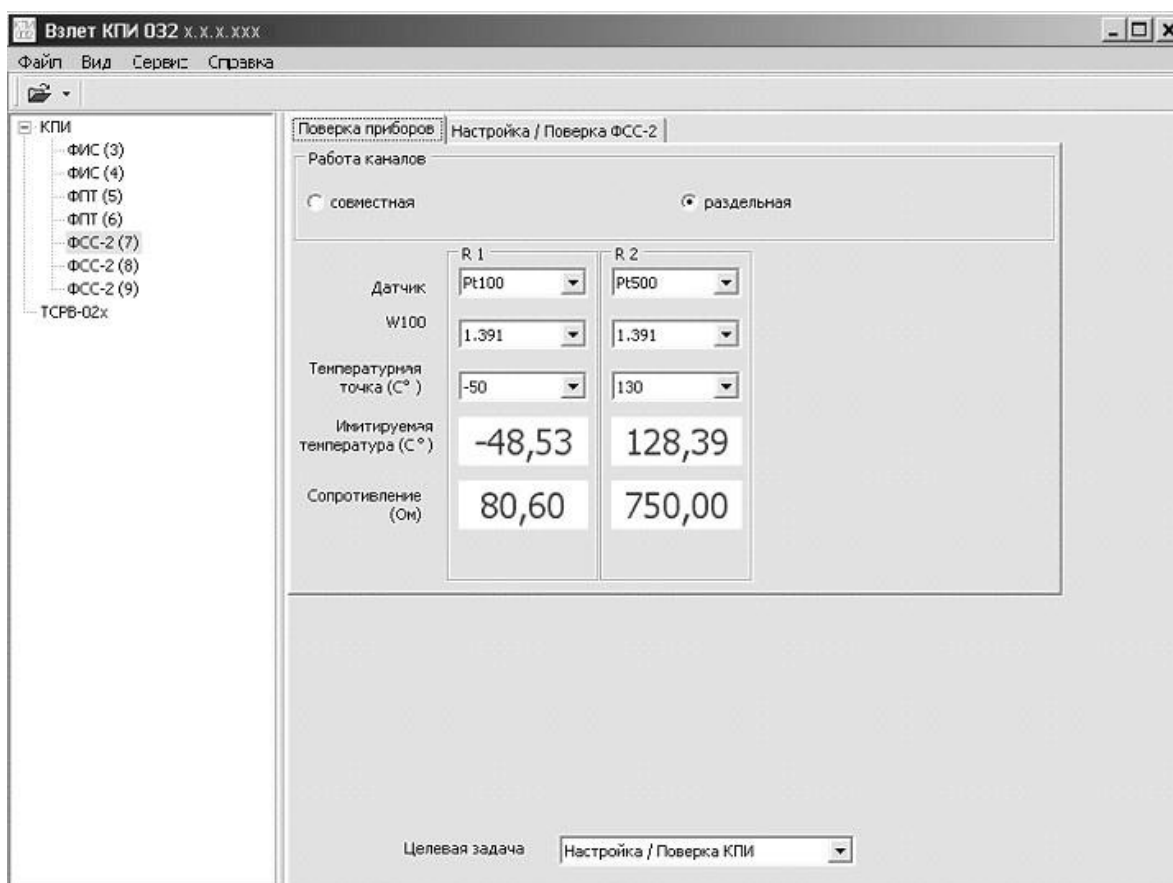 Взлет КПИ 032 x.x.x.xxx
Файл Вид Сервис Справка
КПИ
ФИС (3)
ФИС (4)
ФПТ (5)
ФПТ (6)
ФСС-2 (7)
ФСС-2 (8)
ФСС-2 (9)
ТСРВ-02x
Поверка приборов Настройка / Поверка ФСС-2
Работа каналов
совместная раздельная
R 1 R 2
Датчик Pt100 Pt500
W100 1.391 1.391
Температурная
точка (C° ) -50 130
Имитируемая
температура (C°) -48,53 128,39
Сопротивление
(Ом) 80,60 750,00
Целевая задача Настройка / Поверка КПИ